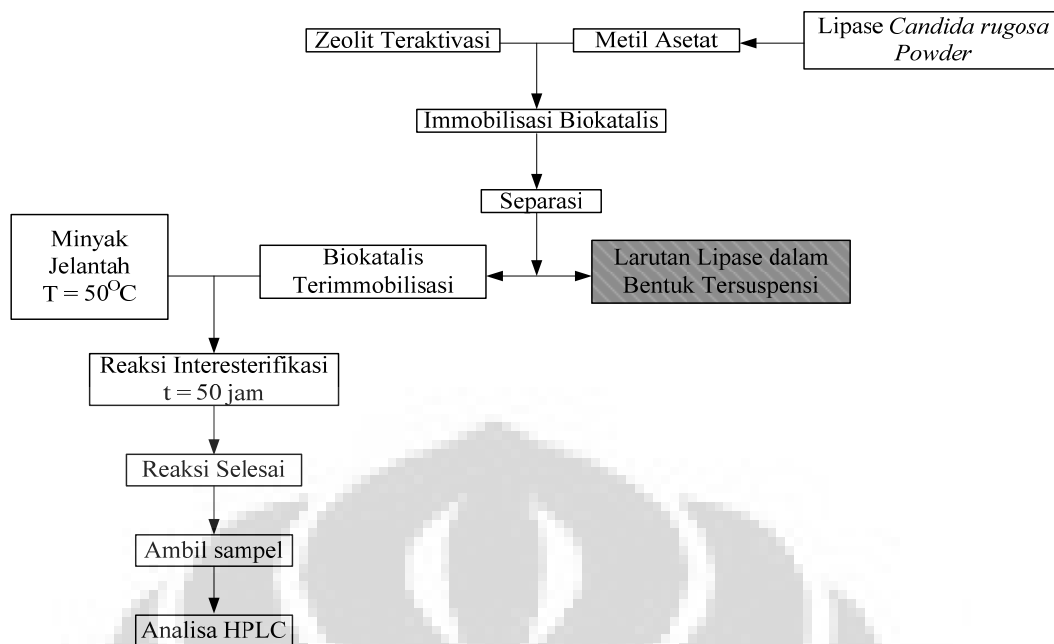 Zeolit Teraktivasi
Metil Asetat
Lipase Candida rugosa
Powder
Immobilisasi Biokatalis
Separasi
Minyak
Jelantah
T = 50°C
Biokatalis
Terimmobilisasi
Larutan Lipase dalam
Bentuk Tersuspensi
Reaksi Interesterifikasi
t = 50 jam
Reaksi Selesai
Ambil sampel
Analisa HPLC